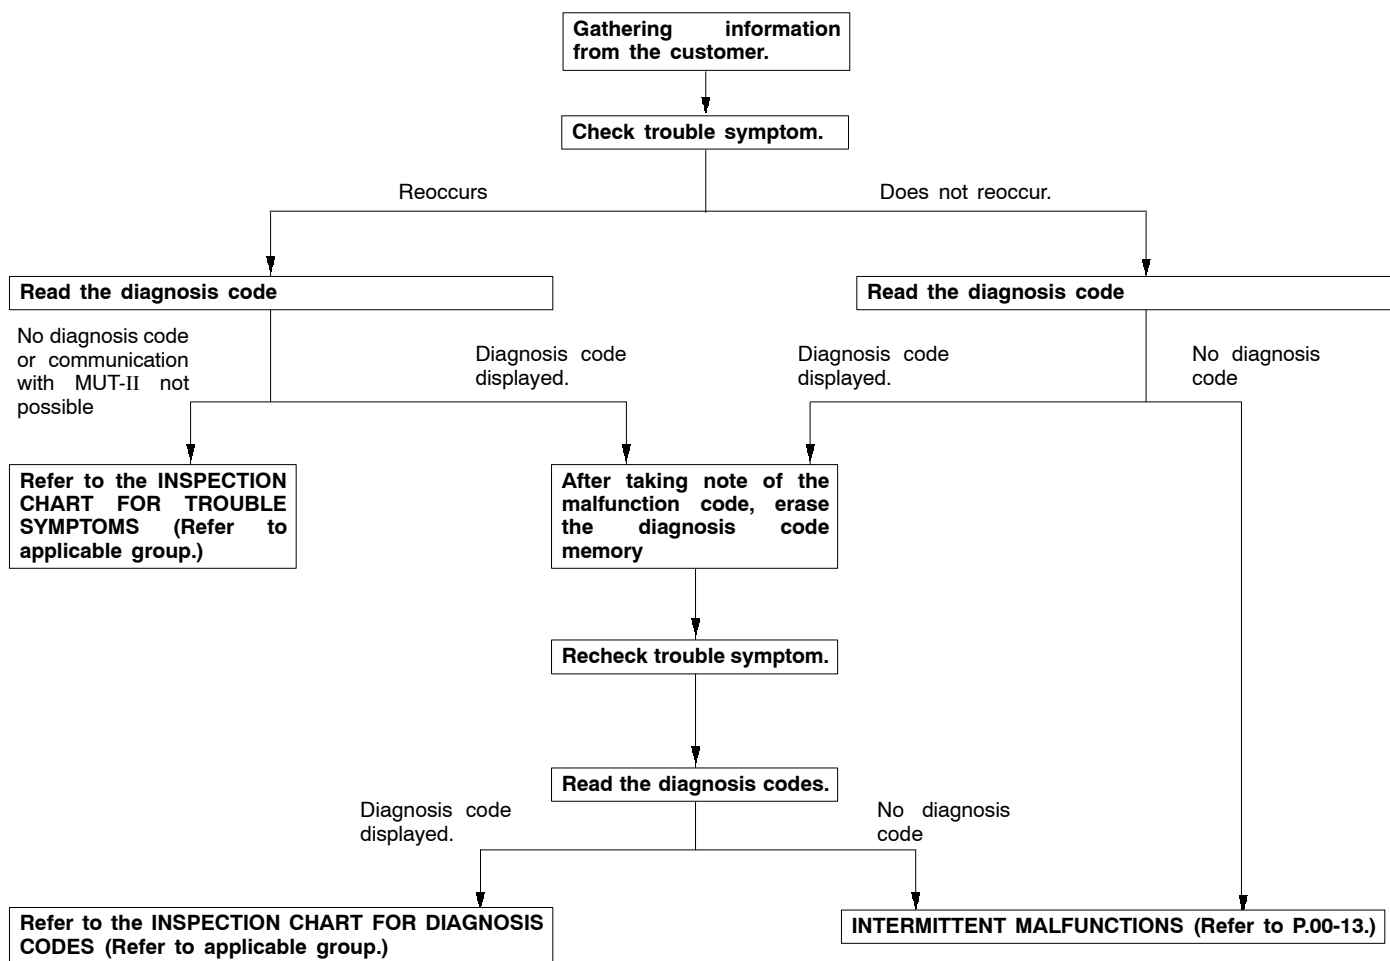 Gathering information
from the customer.
Check trouble symptom.
Reoccurs
Does not reoccur.
Read the diagnosis code
Read the diagnosis code
No diagnosis code
or communication
with MUT-II not
possible
Diagnosis code
displayed.
Diagnosis code
displayed.
No diagnosis
code
Refer to the INSPECTION
CHART FOR TROUBLE
SYMPTOMS (Refer to
applicable group.)
After taking note of the
malfunction code, erase
the diagnosis code
memory
Recheck trouble symptom.
Read the diagnosis codes.
Diagnosis code
displayed.
No diagnosis
code
Refer to the INSPECTION CHART FOR DIAGNOSIS
CODES (Refer to applicable group.)
INTERMITTENT MALFUNCTIONS (Refer to P.00-13.)